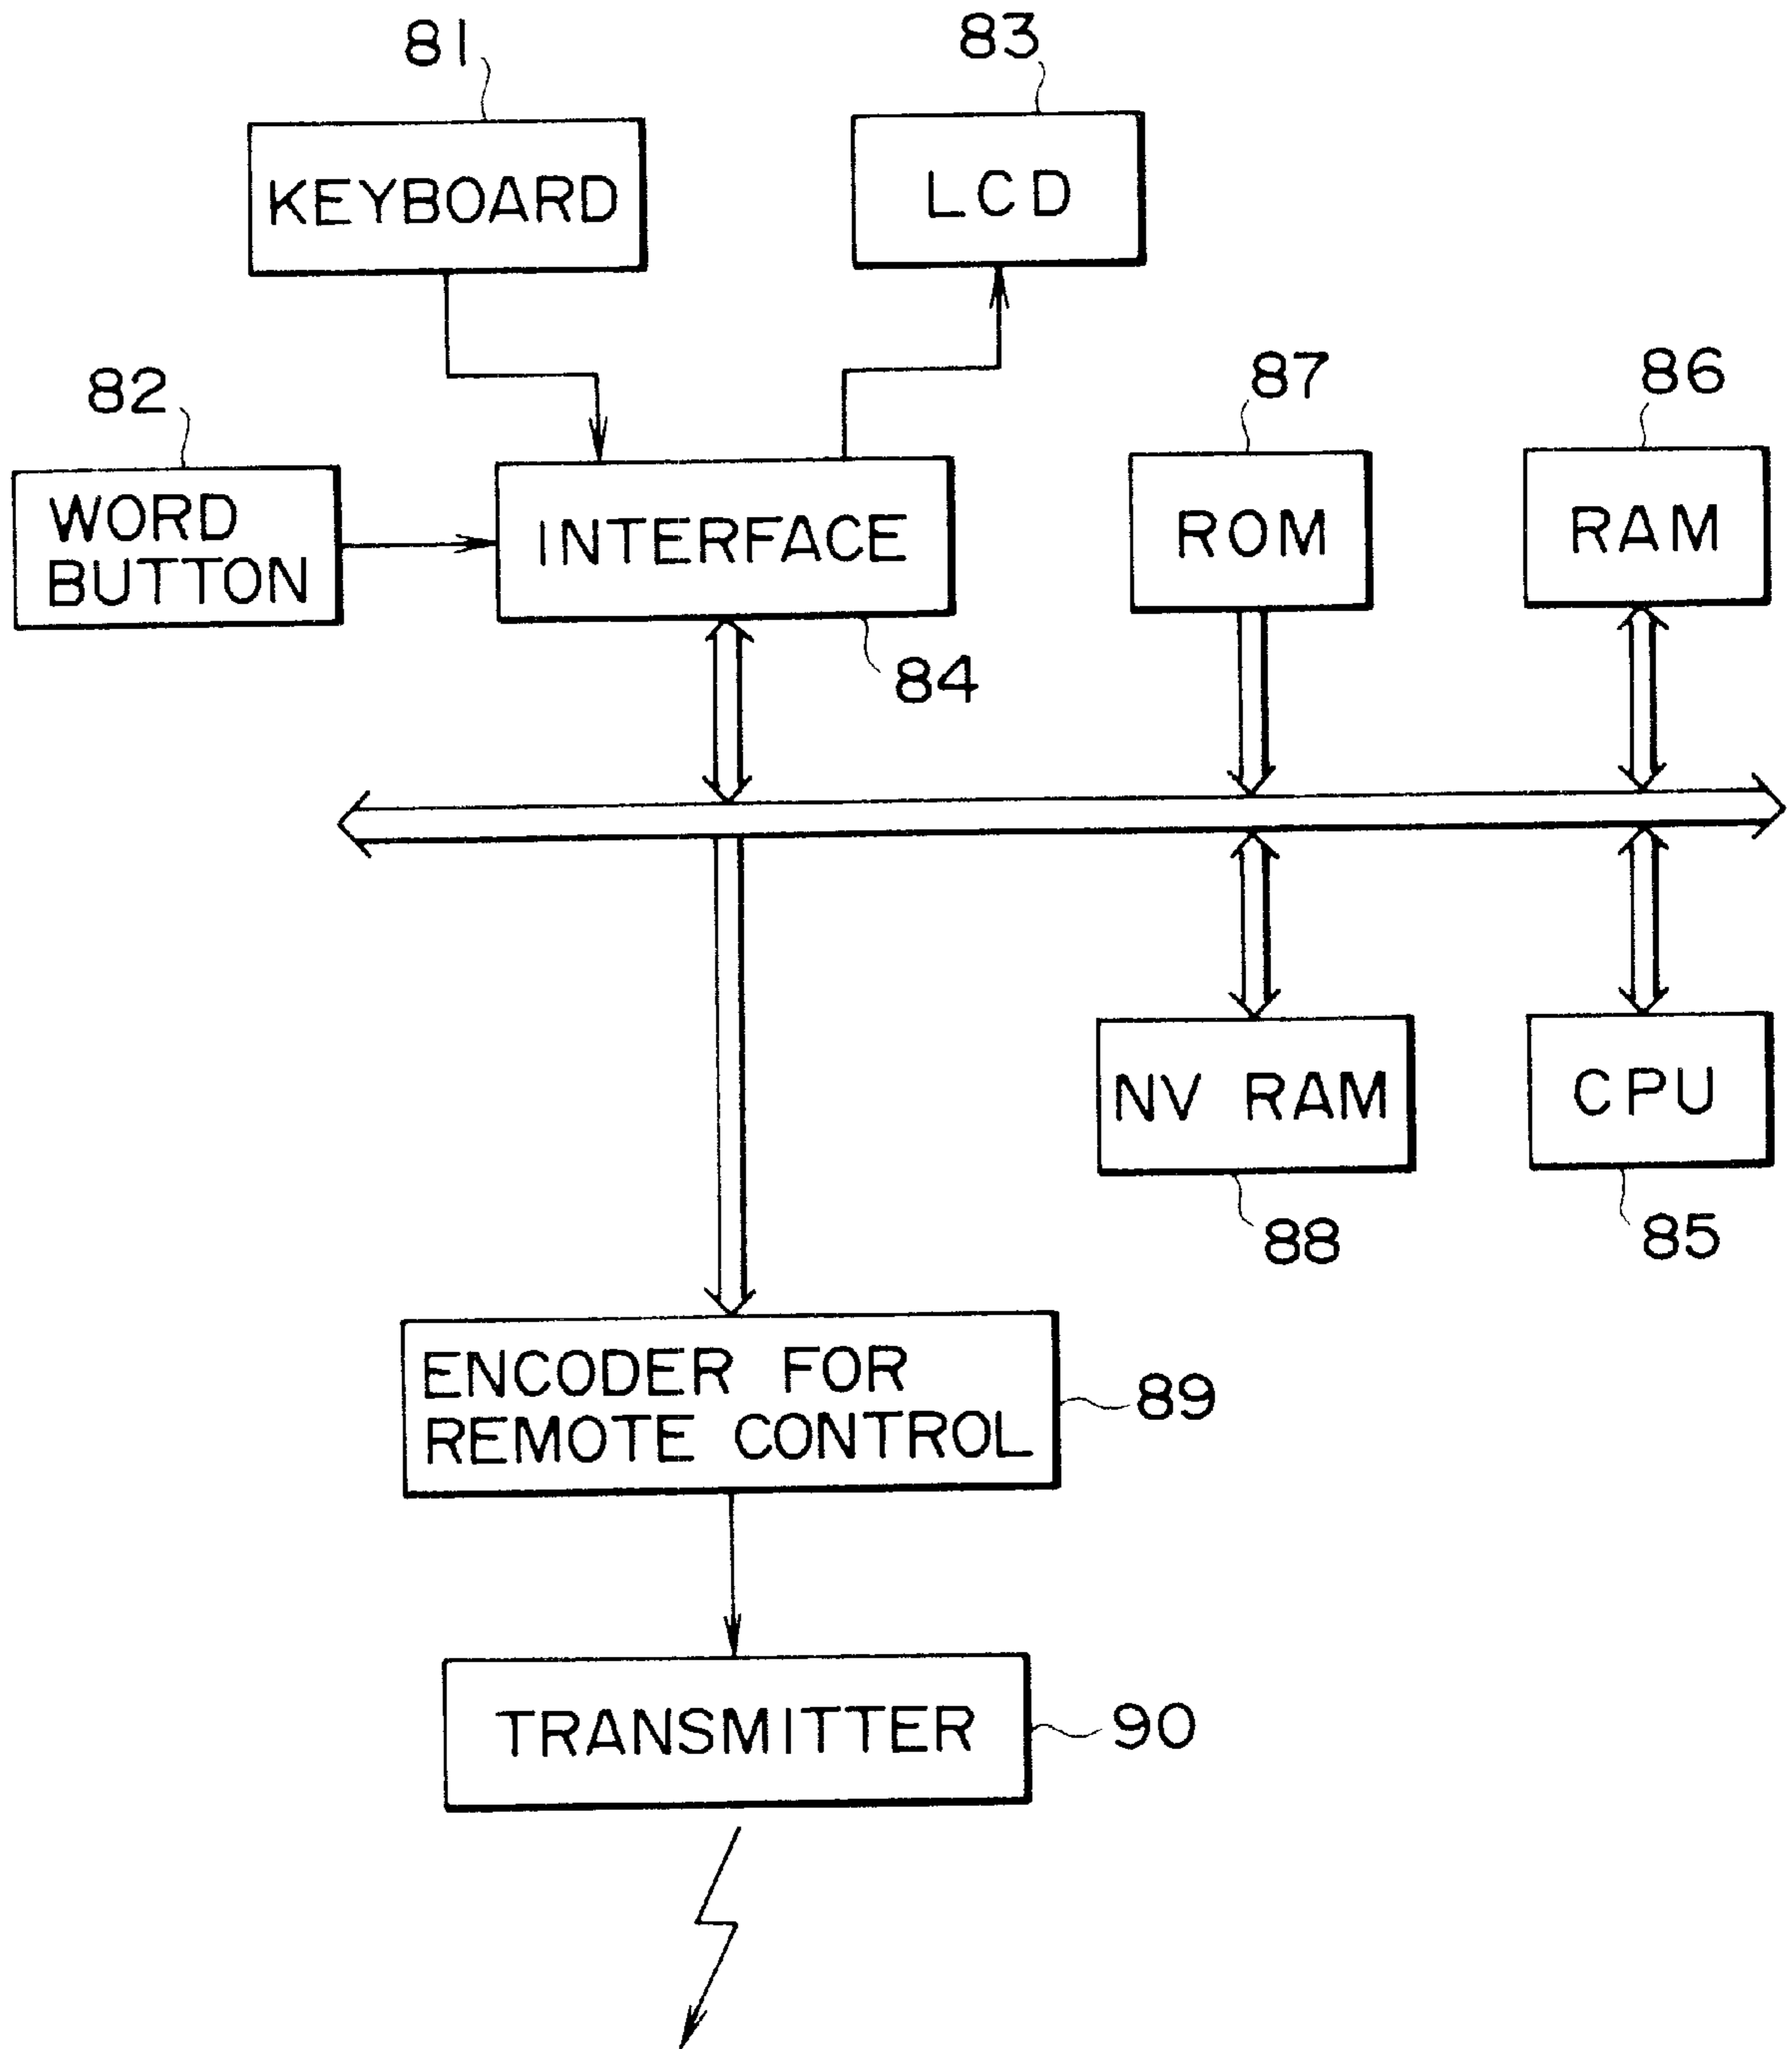 81
KEYBOARD
83
LCD
82
WORD
BUTTON
INTERFACE
84
87
ROM
86
RAM
NV RAM
88
CPU
85
ENCODER FOR
REMOTE CONTROL
89
TRANSMITTER
90